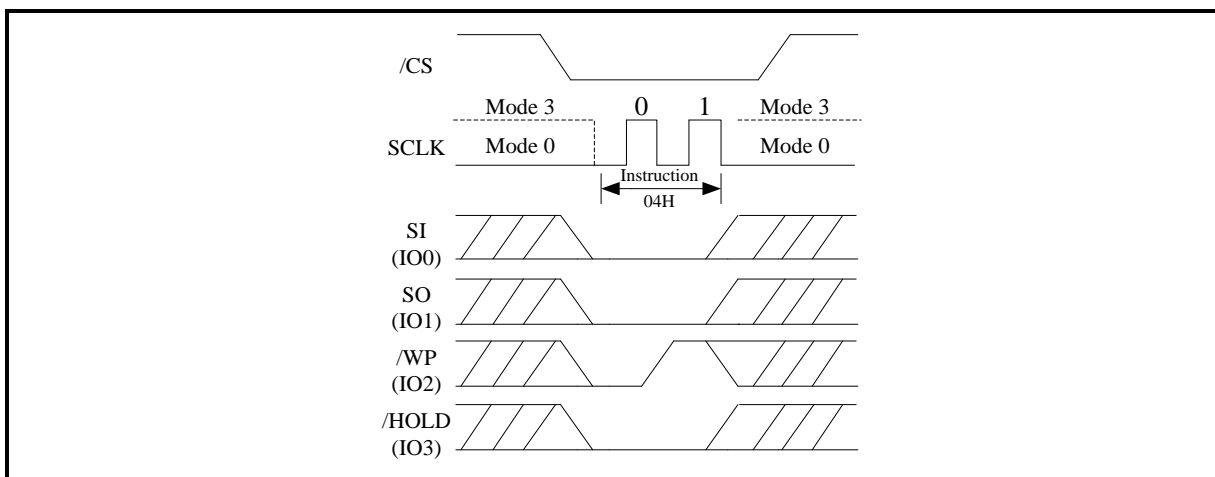 /CS
Mode 3 0 1 Mode 3
SCLK Mode 0 Mode 0
Instruction
04H
SI
(IO0)
SO
(IO1)
/WP
(IO2)
/HOLD
(IO3)